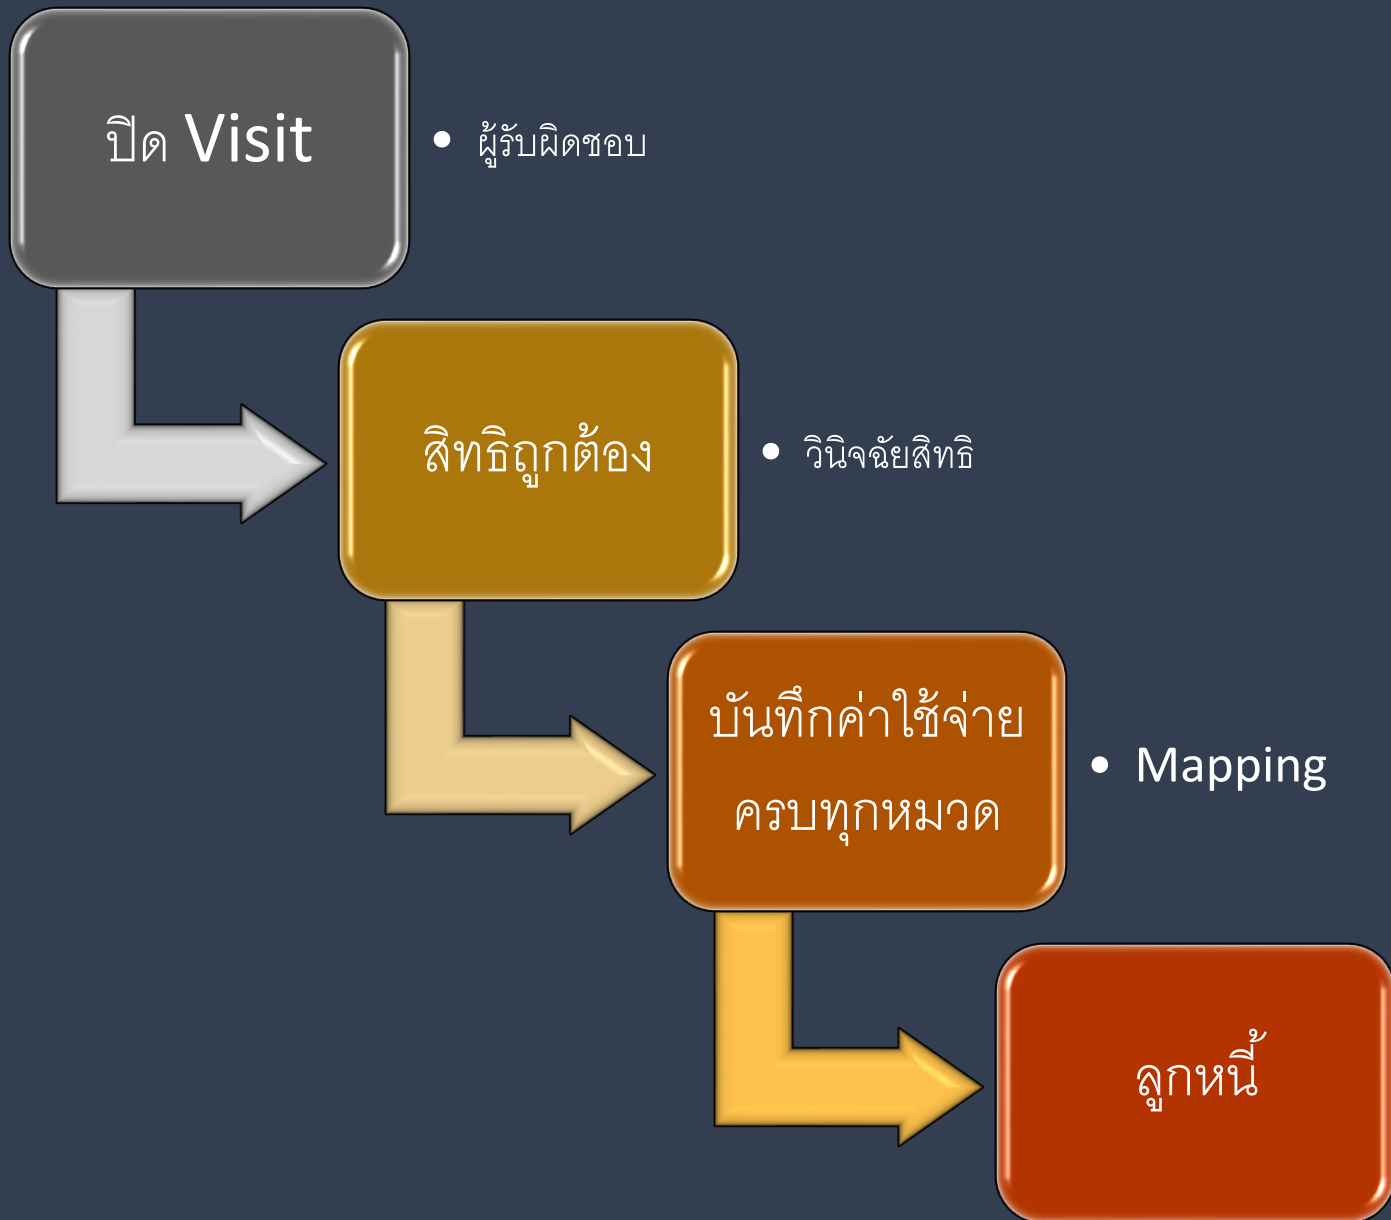 ปิด Visit
• ผู้รับผิดชอบ
สิทธิถูกต้อง
• วินิจฉัยสิทธิ
บันทึกค่าใช้จ่าย
ครบทุกหมวด
• Mapping
ลูกหนี้